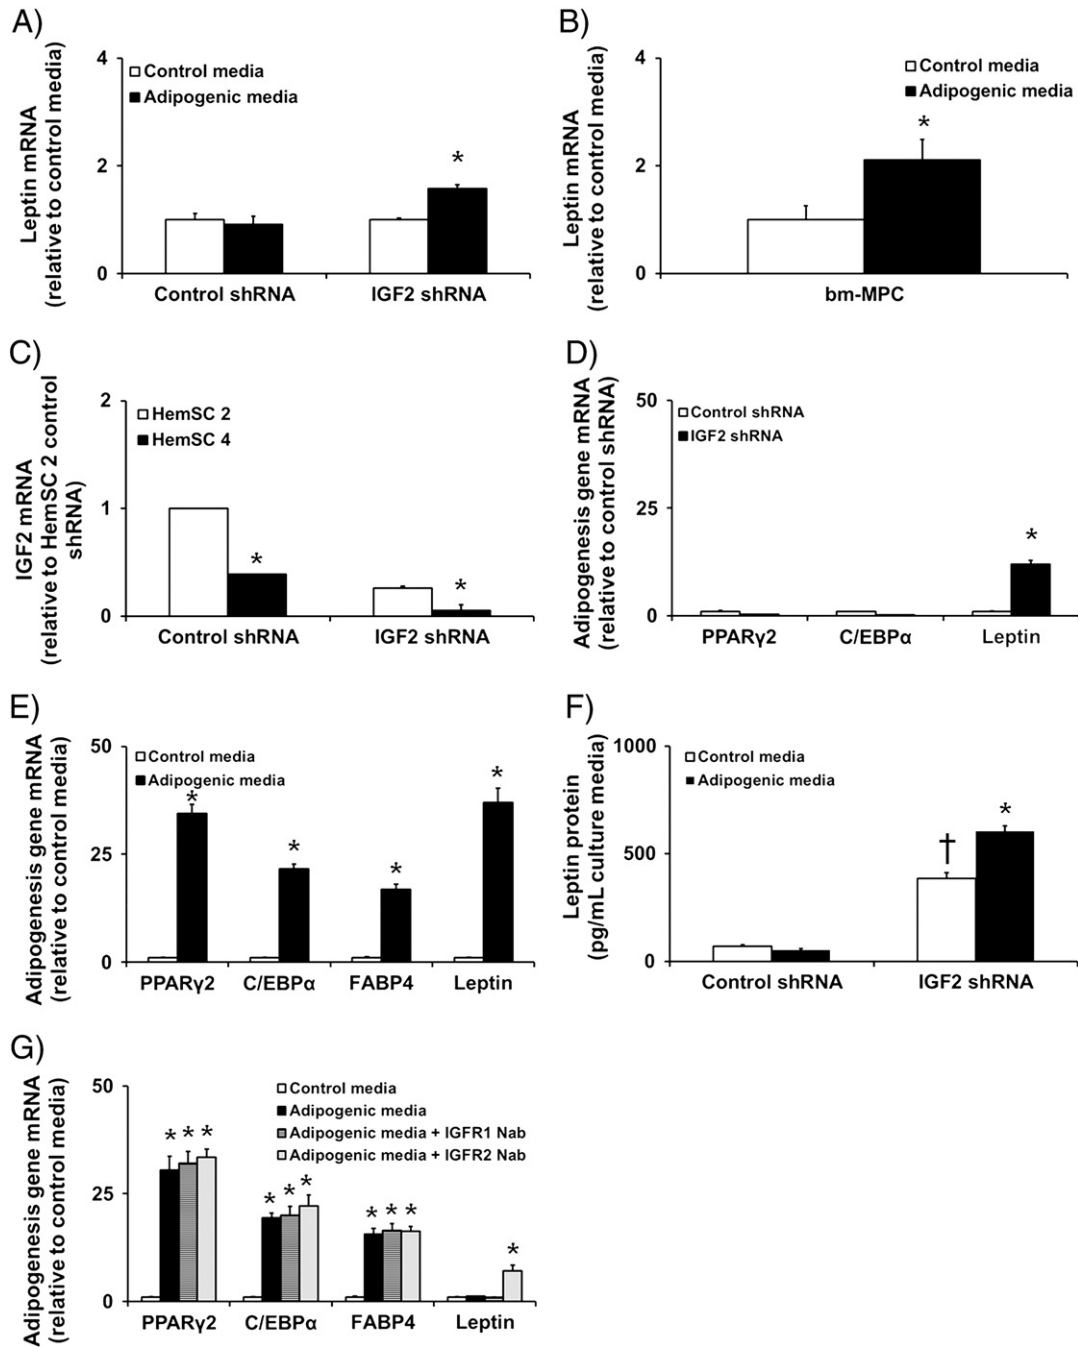 A)
Leptin mRNA
(relative to control media)
4
2
0
Control media
Adipogenic media
*
Control shRNA
IGF2 shRNA
B)
Leptin mRNA
(relative to control media)
4
2
0
Control media
Adipogenic media
*
bm-MPC
C)
IGF2 mRNA
(relative to HemSC 2 control
shRNA)
2
1
0
HemSC 2
HemSC 4
*
*
Control shRNA
IGF2 shRNA
D)
Adipogenesis gene mRNA
(relative to control shRNA)
50
25
0
Control shRNA
IGF2 shRNA
*
PPARγ2
C/EBPα
Leptin
E)
Adipogenesis gene mRNA
(relative to control media)
50
25
0
Control media
Adipogenic media
*
*
*
*
PPARγ2
C/EBPα
FABP4
Leptin
F)
Leptin protein
(pg/mL culture media)
1000
500
0
Control media
Adipogenic media
†
*
Control shRNA
IGF2 shRNA
G)
Adipogenesis gene mRNA
(relative to control media)
50
25
0
Control media
Adipogenic media
Adipogenic media + IGFR1 Nab
Adipogenic media + IGFR2 Nab
* * *
* * *
* * *
*
PPARγ2
C/EBPα
FABP4
Leptin